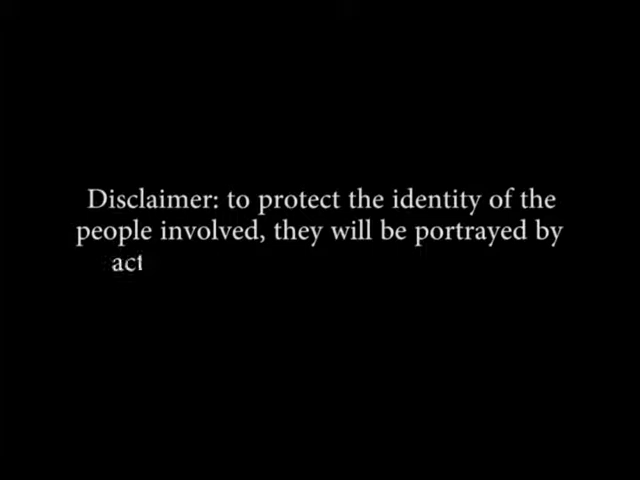 Disclaimer: to protect the identity of the
people involved, they will be portrayed by
act